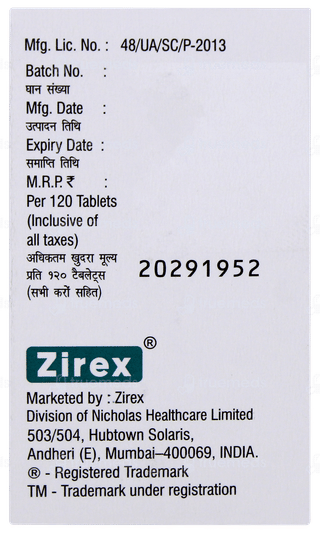 Mfg. Lic. No. : 48/UA/SC/P-2013
Batch No. :
घान संख्या
Mfg. Date :
उत्पादन तिथि
Expiry Date :
समाप्ति तिथि
M.R.P. ₹ :
Per 120 Tablets
(Inclusive of
all taxes)
अधिकतम खुदरा मूल्य
प्रति १२० टैबलेट्स
(सभी करों सहित)
20291952
Zirex®
Marketed by : Zirex
Division of Nicholas Healthcare Limited
503/504, Hubtown Solaris,
Andheri (E), Mumbai–400069, INDIA.
® - Registered Trademark
TM - Trademark under registration